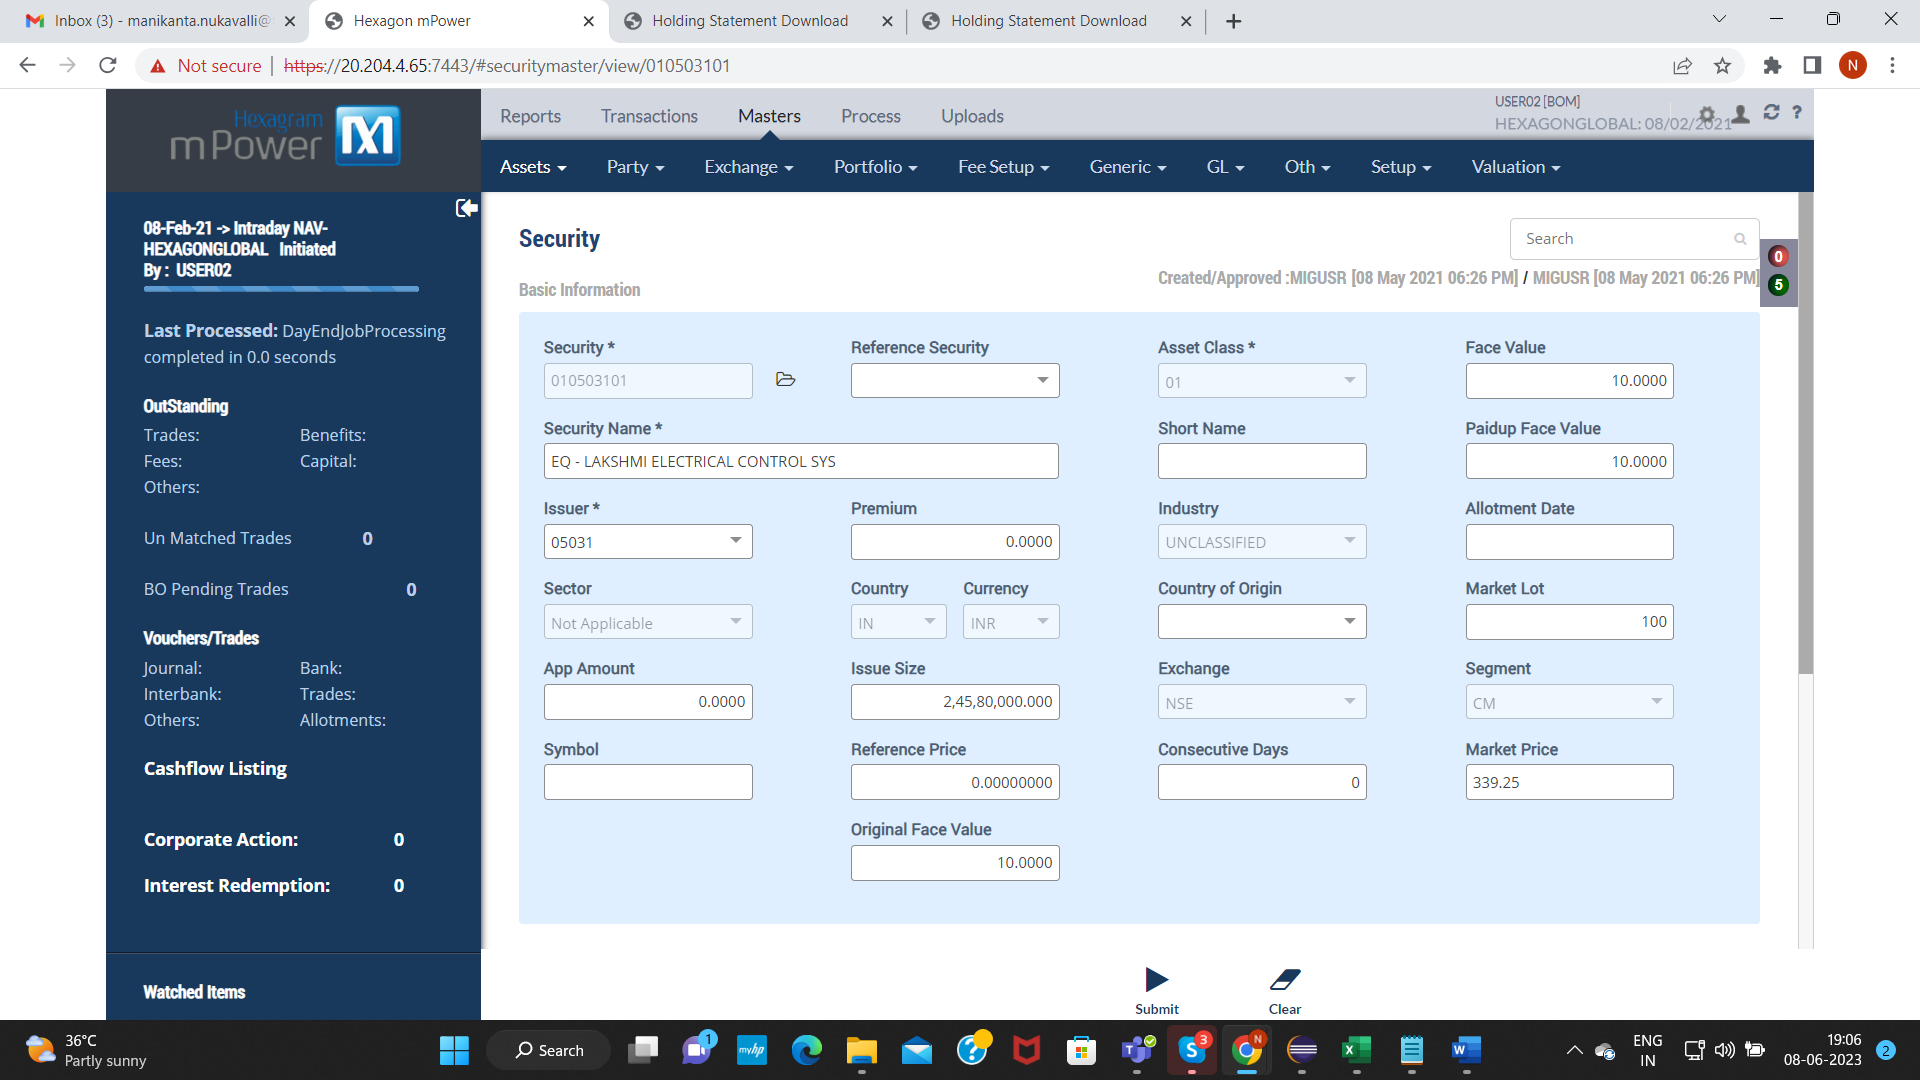 Inbox (3) - manikanta.nukavalli@
Hexagon mPower
Holding Statement Download
Holding Statement Download
Not secure
https://20.204.4.65:7443/#securitymaster/view/010503101
N
Hexagram
mPower
Reports Transactions Masters Process Uploads
USER02 [BOM]
HEXAGONGLOBAL: 08/02/2021
?
Assets Party Exchange Portfolio Fee Setup Generic GL Oth Setup Valuation
08-Feb-21 -> Intraday NAV-
HEXAGONGLOBAL Initiated
By : USER02
Last Processed: DayEndJobProcessing
completed in 0.0 seconds
OutStanding
Trades: Benefits:
Fees: Capital:
Others:
Un Matched Trades 0
BO Pending Trades 0
Vouchers/Trades
Journal: Bank:
Interbank: Trades:
Others: Allotments:
Cashflow Listing
Corporate Action: 0
Interest Redemption: 0
Watched Items
Security
Search
0
5
Basic Information
Created/Approved :MIGUSR [08 May 2021 06:26 PM] / MIGUSR [08 May 2021 06:26 PM]
Security * Reference Security Asset Class * Face Value
010503101 01 10.0000
Security Name * Short Name Paidup Face Value
EQ - LAKSHMI ELECTRICAL CONTROL SYS 10.0000
Issuer * Premium Industry Allotment Date
05031 0.0000 UNCLASSIFIED
Sector Country Currency Country of Origin Market Lot
Not Applicable IN INR 100
App Amount Issue Size Exchange Segment
0.0000 2,45,80,000.000 NSE CM
Symbol Reference Price Consecutive Days Market Price
0.00000000 0 339.25
Original Face Value
10.0000
Submit Clear
36°C
Partly sunny
Search
1
myhp
3
N
ENG
IN
19:06
08-06-2023
2